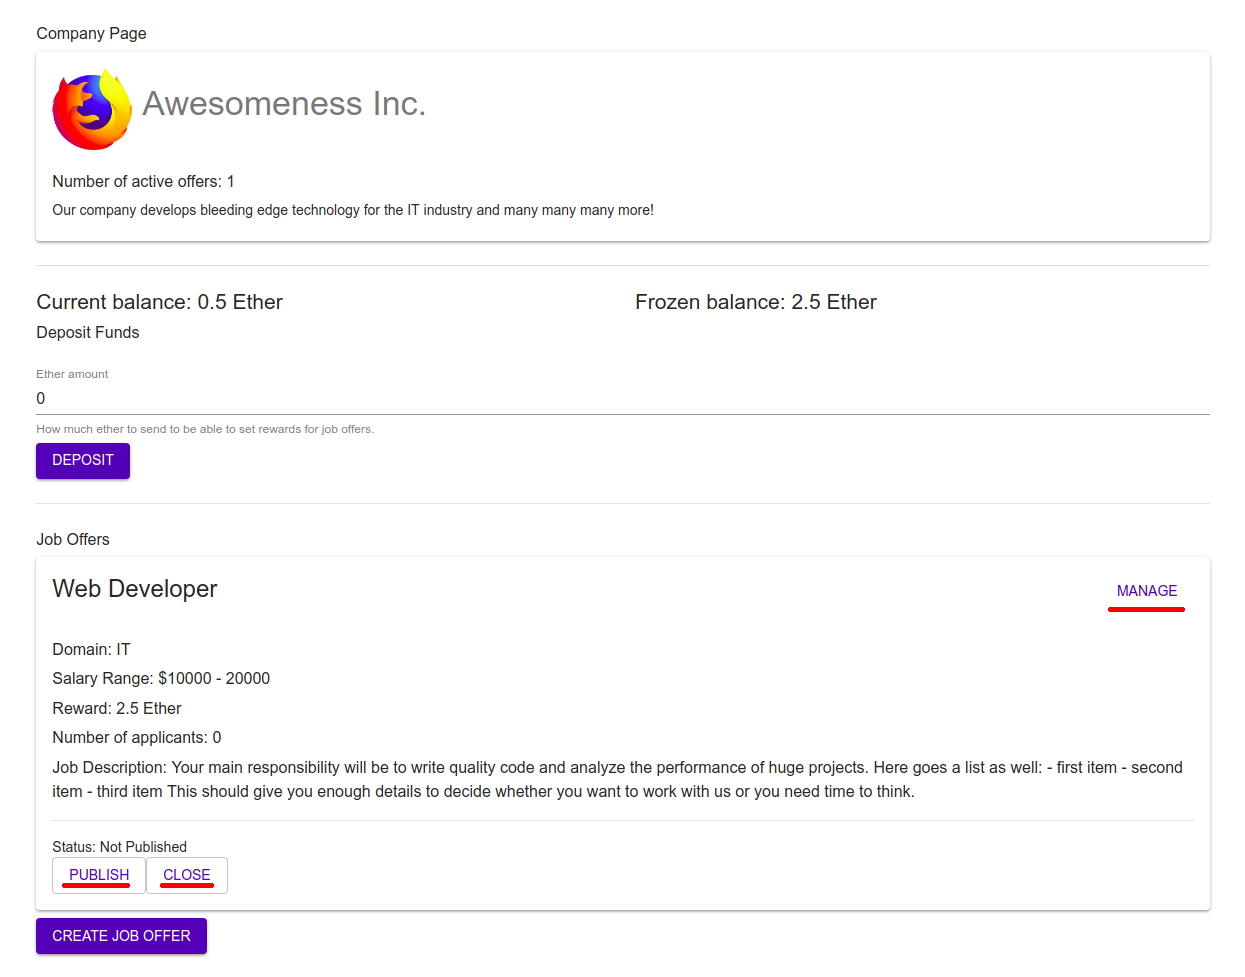 Company Page
Awesomeness Inc.
Number of active offers: 1
Our company develops bleeding edge technology for the IT industry and many many many more!
Current balance: 0.5 Ether
Frozen balance: 2.5 Ether
Deposit Funds
Ether amount
0
How much ether to send to be able to set rewards for job offers.
DEPOSIT
Job Offers
Web Developer
MANAGE
Domain: IT
Salary Range: $10000 - 20000
Reward: 2.5 Ether
Number of applicants: 0
Job Description: Your main responsibility will be to write quality code and analyze the performance of huge projects. Here goes a list as well: - first item - second
item - third item This should give you enough details to decide whether you want to work with us or you need time to think.
Status: Not Published
PUBLISH
CLOSE
CREATE JOB OFFER